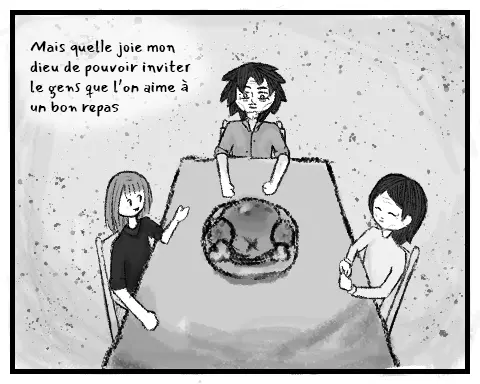 Mais quelle joie mon
dieu de pouvoir inviter
le gens que l'on aime à
un bon repas